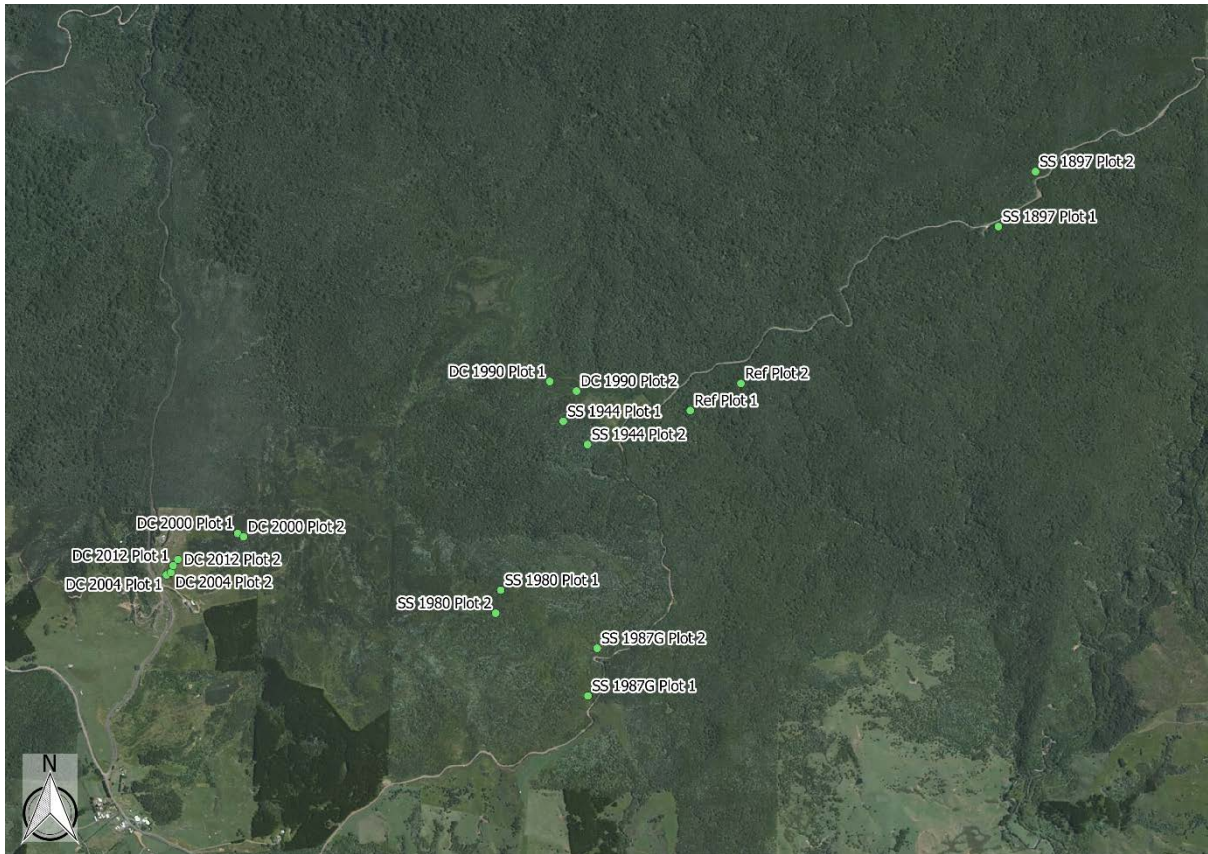 SS 1897 Plot 2
SS 1897 Plot 1
DC 1990 Plot 1
Ref Plot 2
DC 1990 Plot 2
Ref Plot 1
SS 1944 Plot 1
SS 1944 Plot 2
DC 2000 Plot 1
DC 2000 Plot 2
DC 2012 Plot 1
DC 2012 Plot 2
DC 2004 Plot 1
DC 2004 Plot 2
SS 1980 Plot 1
SS 1980 Plot 2
SS 1987G Plot 2
SS 1987G Plot 1
N